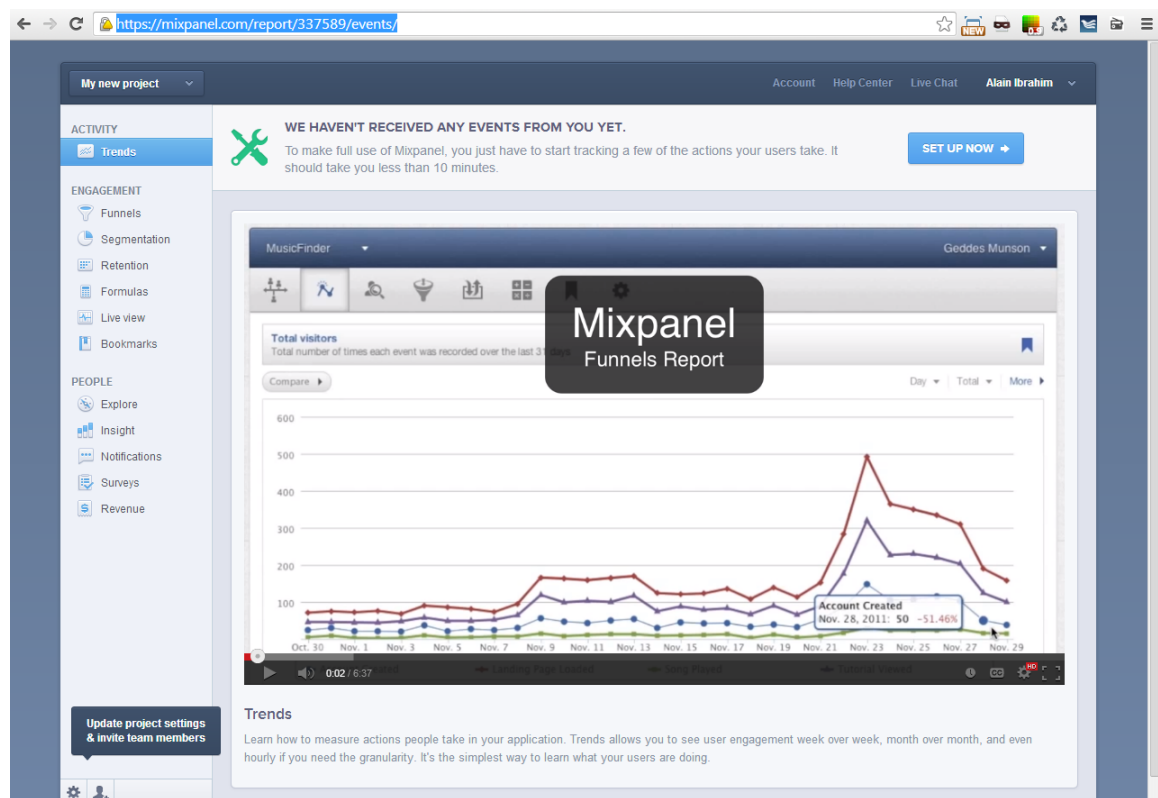 https://mixpanel.com/report/337589/events/
NEW
03
My new project
Account Help Center Live Chat Alain Ibrahim
ACTIVITY
Trends
ENGAGEMENT
Funnels
Segmentation
Retention
Formulas
Live view
Bookmarks
PEOPLE
Explore
Insight
Notifications
Surveys
Revenue
Update project settings
& invite team members
WE HAVEN'T RECEIVED ANY EVENTS FROM YOU YET.
To make full use of Mixpanel, you just have to start tracking a few of the actions your users take. It
should take you less than 10 minutes.
SET UP NOW
MusicFinder Geddes Munson
Mixpanel
Funnels Report
Total visitors
Total number of times each event was recorded over the last 31 days
Compare Day Total More
600
500
400
300
200
100
Account Created
Nov. 28, 2011: 50 -51.46%
Oct. 30 Nov. 1 Nov. 3 Nov. 5 Nov. 7 Nov. 9 Nov. 11 Nov. 13 Nov. 15 Nov. 17 Nov. 19 Nov. 21 Nov. 23 Nov. 25 Nov. 27 Nov. 29
Landing Page Loaded Song Played Tutorial Viewed
0:02 / 6:37 CC HD
Trends
Learn how to measure actions people take in your application. Trends allows you to see user engagement week over week, month over month, and even
hourly if you need the granularity. It's the simplest way to learn what your users are doing.